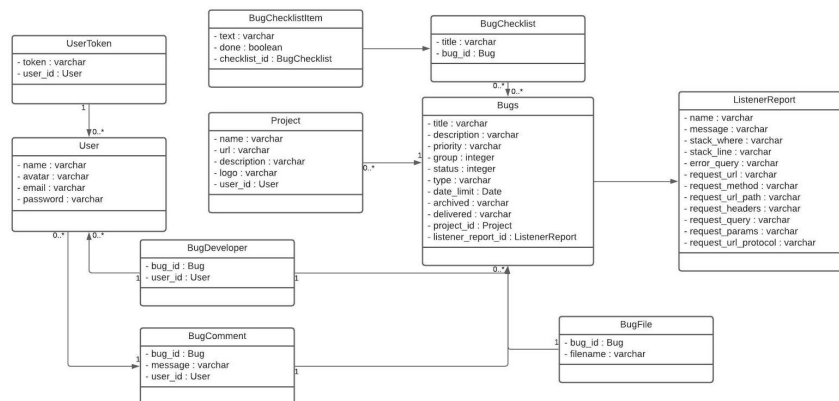 BugChecklistItem
- text : varchar
- done : boolean
- checklist_id : BugChecklist
BugChecklist
- title : varchar
- bug_id : Bug
0..*
0..*
UserToken
- token : varchar
- user_id : User
1
0..*
User
- name : varchar
- avatar : varchar
- email : varchar
- password : varchar
0..*
0..*
Project
- name : varchar
- url : varchar
- description : varchar
- logo : varchar
- user_id : User
1
0..*
Bugs
- title : varchar
- description : varchar
- priority : varchar
- group : integer
- status : integer
- type : varchar
- date_limit : Date
- archived : varchar
- delivered : varchar
- project_id : Project
- listener_report_id : ListenerReport
0..*
ListenerReport
- name : varchar
- message : varchar
- stack_where : varchar
- stack_line : varchar
- error_query : varchar
- request_url : varchar
- request_method : varchar
- request_url_path : varchar
- request_headers : varchar
- request_query : varchar
- request_params : varchar
- request_url_protocol : varchar
BugDeveloper
- bug_id : Bug
- user_id : User
1
1
BugComment
- bug_id : Bug
- message : varchar
- user_id : User
1
1
BugFile
- bug_id : Bug
- filename : varchar
1